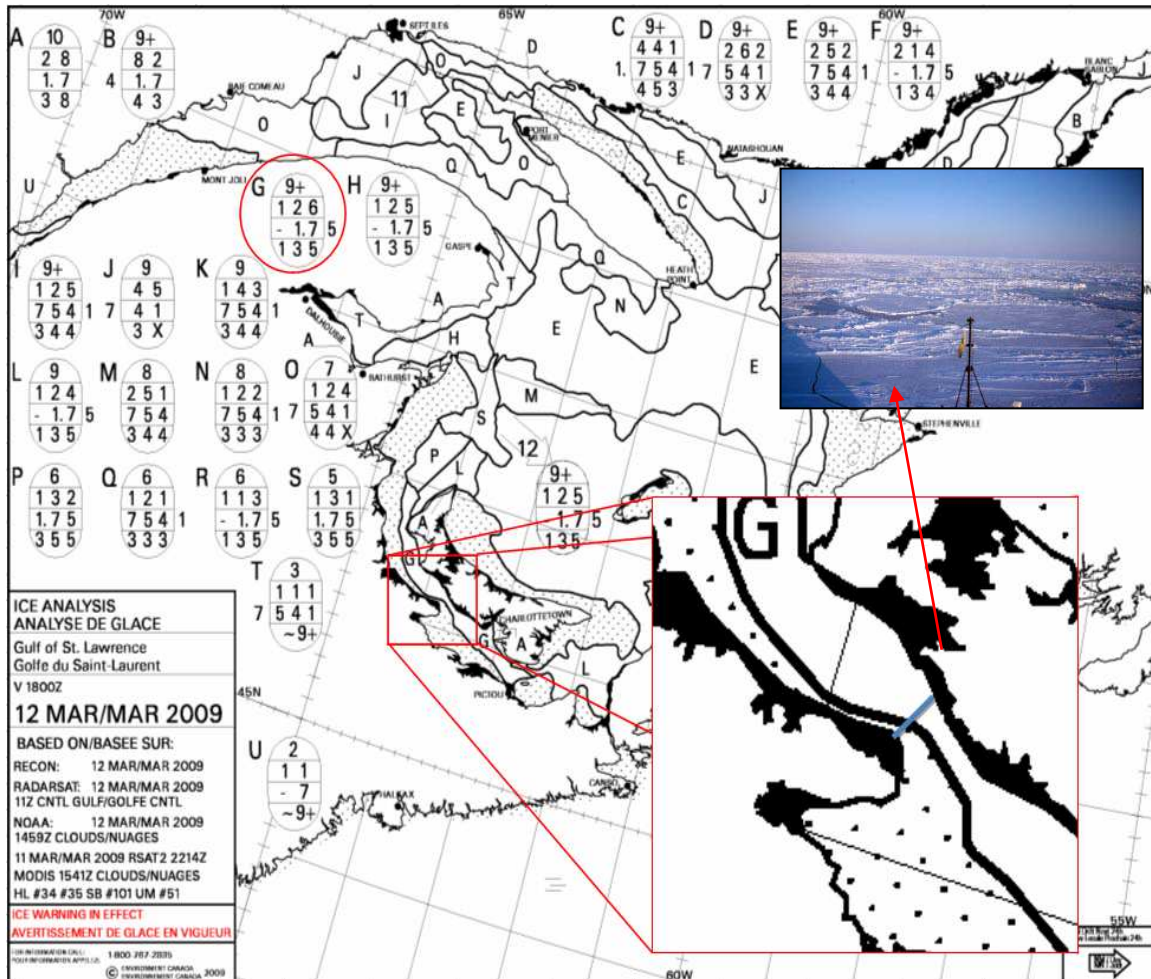 70W
65W
60W
SEPT-ILES
D
A
10
2 8
1.7
3 8
B
9+
8 2
4 1.7
4 3
C
9+
4 4 1
1. 7 5 4 1
4 5 3
D
9+
2 6 2
7 5 4 1
3 3 X
E
9+
2 5 2
7 5 4 1
3 4 4
F
9+
2 1 4
- 1.7 5
1 3 4
BLANC
SABLON
J
B
D
BAIE-COMEAU
J
O
11
E
I
O
PORT
MENIER
NATASHQUAN
E
Q
O
C
J
U
MONT JOLI
G
9+
1 2 6
- 1.7 5
1 3 5
H
9+
1 2 5
- 1.7 5
1 3 5
GASPE
Q
HEATH
POINT
T
N
A
I
9+
1 2 5
7 5 4 1
3 4 4
J
9
4 5
7 4 1
3 X
K
9
1 4 3
7 5 4 1
3 4 4
DALHOUSIE
T
A
H
E
E
BATHURST
L
9
1 2 4
- 1.7 5
1 3 5
M
8
2 5 1
7 5 4
3 4 4
N
8
1 2 2
7 5 4 1
3 3 3
O
7
1 2 4
7 5 4 1
4 4 X
M
S
STEPHENVILLE
A
P
L
12
9+
1 2 5
1.7 5
1 3 5
P
6
1 3 2
1.7 5
3 5 5
Q
6
1 2 1
7 5 4 1
3 3 3
R
6
1 1 3
- 1.7 5
1 3 5
S
5
1 3 1
1.7 5
3 5 5
A
G
G
T
3
1 1 1
7 5 4 1
~9+
CHARLOTTETOWN
G
A
L
PICTOU
45N
U
2
1 1
- 7
~9+
HALIFAX
CANSO
ICE ANALYSIS
ANALYSE DE GLACE
Gulf of St. Lawrence
Golfe du Saint-Laurent
V 1800Z
12 MAR/MAR 2009
BASED ON/BASEE SUR:
RECON: 12 MAR/MAR 2009
RADARSAT: 12 MAR/MAR 2009
11Z CNTL GULF/GOLFE CNTL
NOAA: 12 MAR/MAR 2009
1459Z CLOUDS/NUAGES
11 MAR/MAR 2009 RSAT2 2214Z
MODIS 1541Z CLOUDS/NUAGES
HL #34 #35 SB #101 UM #51
ICE WARNING IN EFFECT
AVERTISSEMENT DE GLACE EN VIGUEUR
FOR INFORMATION CALL:
1-800-767-2885
© ENVIRONMENT CANADA
ENVIRONNEMENT CANADA 2009
60W
55W